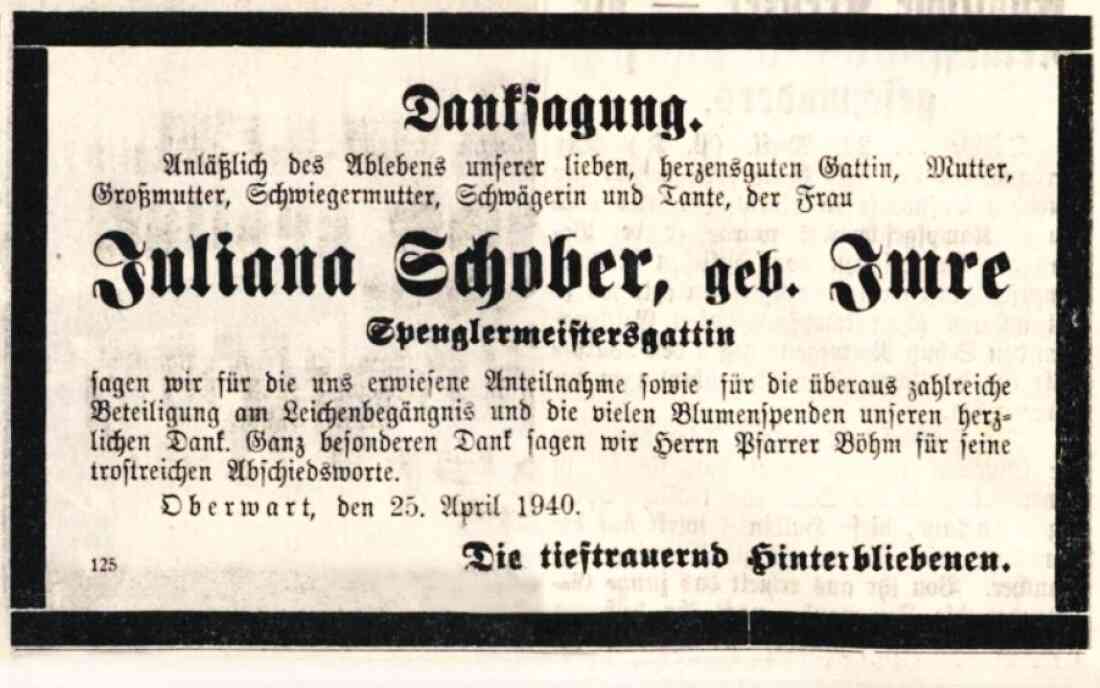 Danksagung.
Anläßlich des Ablebens unserer lieben, herzensguten Gattin, Mutter,
Großmutter, Schwiegermutter, Schwägerin und Tante, der Frau
Juliana Schober, geb. Imre
Spenglermeistersgattin
sagen wir für die uns erwiesene Anteilnahme sowie für die überaus zahlreiche
Beteiligung am Leichenbegängnis und die vielen Blumenspenden unseren herz-
lichen Dank. Ganz besonderen Dank sagen wir Herrn Pfarrer Böhm für seine
trostreichen Abschiedsworte.
Oberwart, den 25. April 1940.
125 Die tieftrauernd Hinterbliebenen.